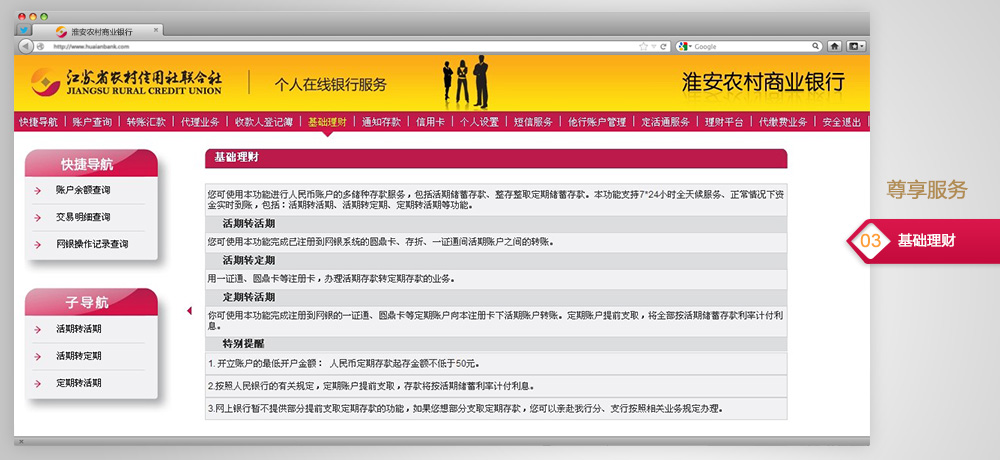 淮安农村商业银行
http://www.huaianbank.com
Google
江苏省农村信用社联合社
JIANGSU RURAL CREDIT UNION
个人在线银行服务
淮安农村商业银行
快捷导航 账户查询 转账汇款 代理业务 收款人登记簿 基础理财 通知存款 信用卡 个人设置 短信服务 他行账户管理 定活通服务 理财平台 代缴费业务 安全退出
快捷导航
账户余额查询
交易明细查询
网银操作记录查询
子导航
活期转活期
活期转定期
定期转活期
基础理财
您可使用本功能进行人民币账户的多储种存款服务，包括活期储蓄存款、整存整取定期储蓄存款。本功能支持7*24小时全天候服务、正常情况下资
金实时到账，包括：活期转活期、活期转定期、定期转活期等功能。
活期转活期
您可使用本功能完成已注册到网银系统的圆鼎卡、存折、一证通间活期账户之间的转账。
活期转定期
用一证通、圆鼎卡等注册卡，办理活期存款转定期存款的业务。
定期转活期
你可使用本功能完成注册到网银的一证通、圆鼎卡等定期账户向本注册卡下活期账户转账。定期账户提前支取，将全部按活期储蓄存款利率计付利
息。
特别提醒
1. 开立账户的最低开户金额： 人民币定期存款起存金额不低于50元。
2.按照人民银行的有关规定，定期账户提前支取，存款将按活期储蓄利率计付利息。
3.网上银行暂不提供部分提前支取定期存款的功能，如果您想部分支取定期存款，您可以亲赴我行分、支行按照相关业务规定办理。
尊享服务
03 基础理财